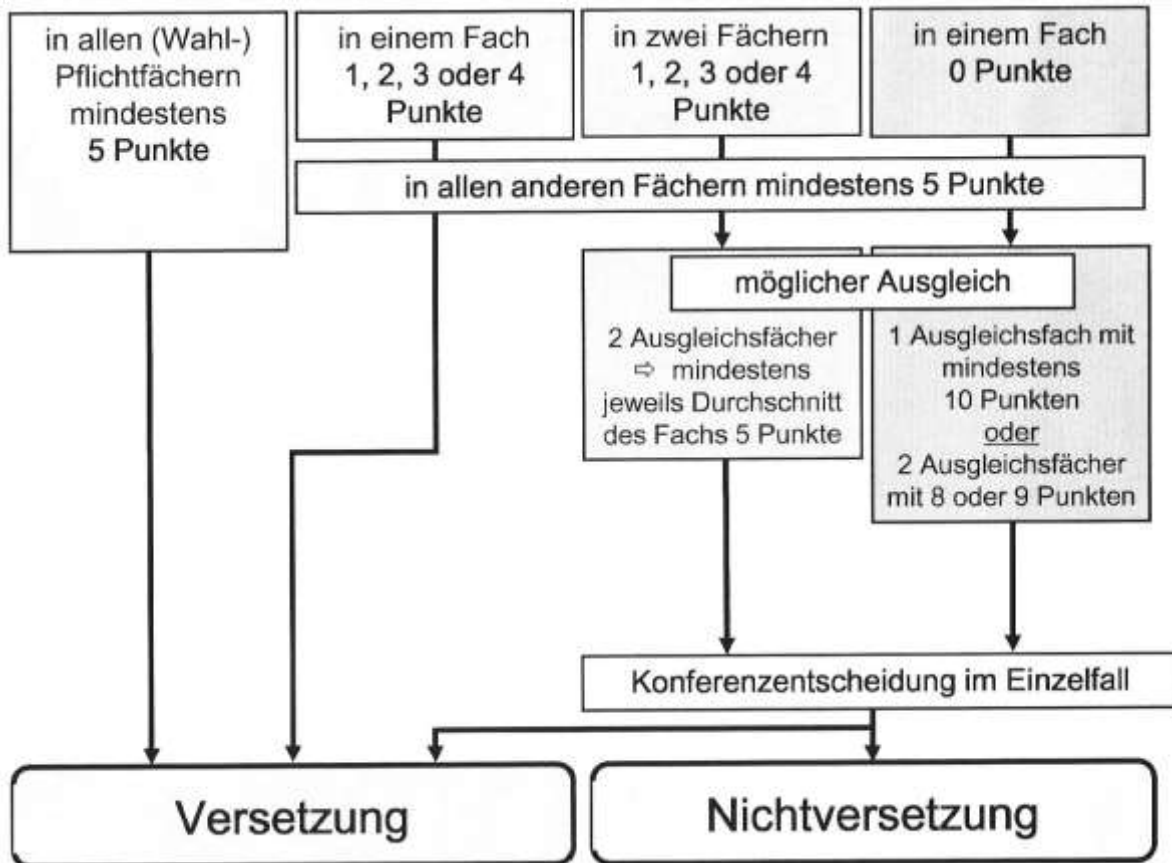 in allen (Wahl-)
Pflichtfächern
mindestens
5 Punkte
in einem Fach
1, 2, 3 oder 4
Punkte
in zwei Fächern
1, 2, 3 oder 4
Punkte
in einem Fach
0 Punkte
in allen anderen Fächern mindestens 5 Punkte
möglicher Ausgleich
2 Ausgleichsfächer
⇨ mindestens
jeweils Durchschnitt
des Fachs 5 Punkte
1 Ausgleichsfach mit
mindestens
10 Punkten
oder
2 Ausgleichsfächer
mit 8 oder 9 Punkten
Konferenzentscheidung im Einzelfall
Versetzung
Nichtversetzung